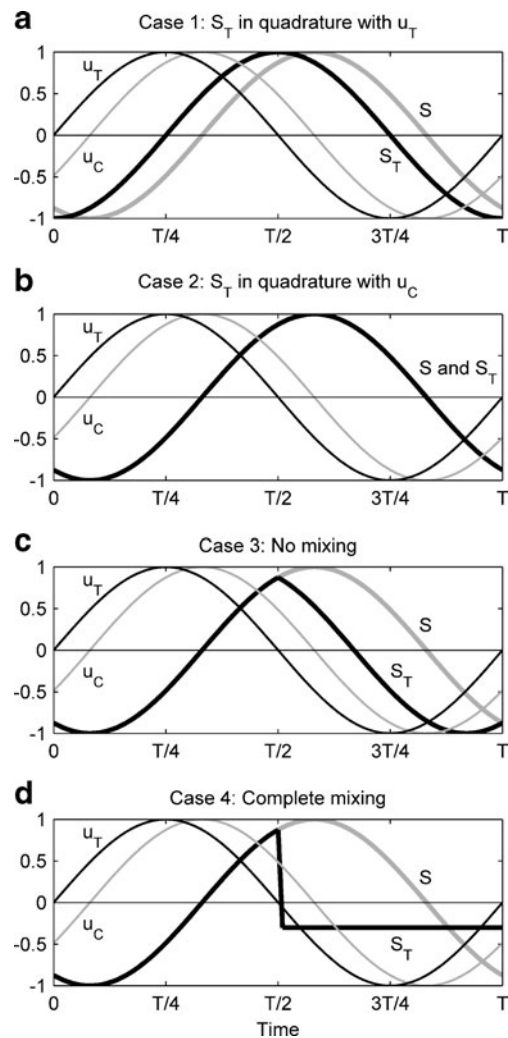 a Case 1: S_T in quadrature with u_T
1
0.5
0
-0.5
-1
u_T
u_C
S
S_T
0 T/4 T/2 3T/4 T
b Case 2: S_T in quadrature with u_C
1
0.5
0
-0.5
-1
u_T
u_C
S and S_T
0 T/4 T/2 3T/4 T
c Case 3: No mixing
1
0.5
0
-0.5
-1
u_T
u_C
S
S_T
0 T/4 T/2 3T/4 T
d Case 4: Complete mixing
1
0.5
0
-0.5
-1
u_T
u_C
S
S_T
0 T/4 T/2 3T/4 T
Time